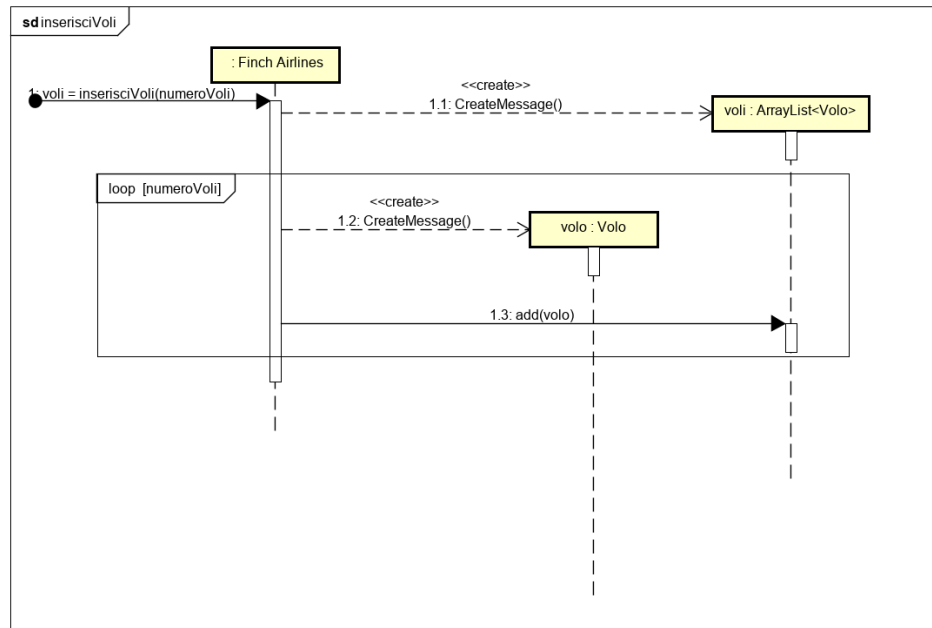 sd inserisciVoli
: Finch Airlines
1: voli = inserisciVoli(numeroVoli)
<<create>>
1.1: CreateMessage()
voli : ArrayList<Volo>
loop [numeroVoli]
<<create>>
1.2: CreateMessage()
volo : Volo
1.3: add(volo)